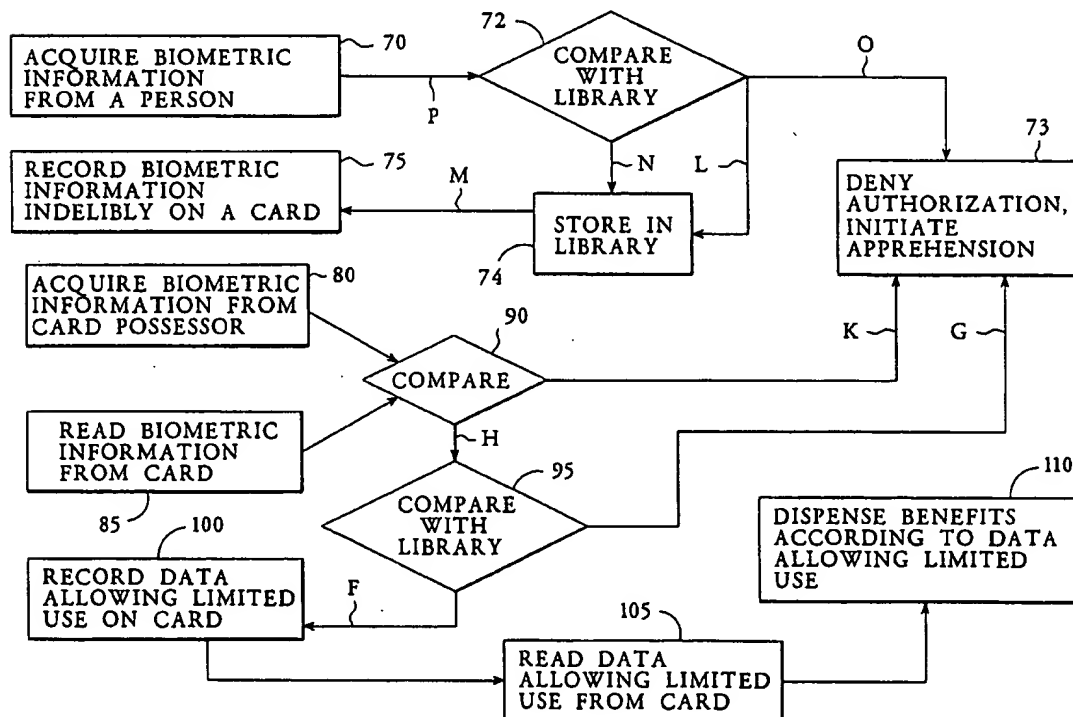 70
ACQUIRE BIOMETRIC
INFORMATION
FROM A PERSON
P
72
COMPARE
WITH
LIBRARY
O
N
L
73
DENY
AUTHORIZATION,
INITIATE
APPREHENSION
75
RECORD BIOMETRIC
INFORMATION
INDELIBLY ON A CARD
M
STORE IN
LIBRARY
74
80
ACQUIRE BIOMETRIC
INFORMATION FROM
CARD POSSESSOR
90
COMPARE
K
G
READ BIOMETRIC
INFORMATION
FROM CARD
85
H
95
COMPARE
WITH
LIBRARY
100
RECORD DATA
ALLOWING LIMITED
USE ON CARD
F
105
READ DATA
ALLOWING LIMITED
USE FROM CARD
110
DISPENSE BENEFITS
ACCORDING TO DATA
ALLOWING LIMITED
USE